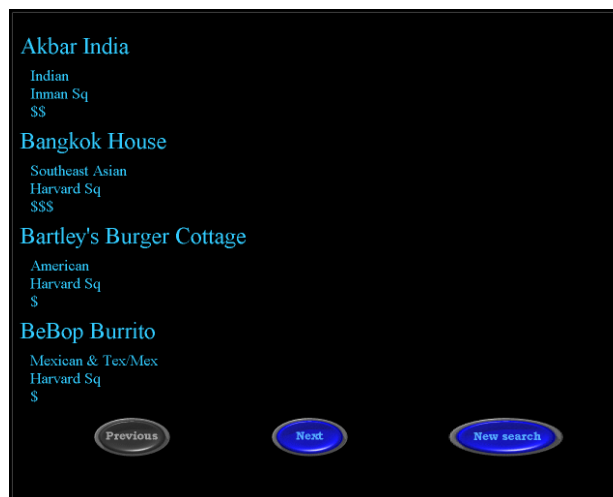 Akbar India
Indian
Inman Sq
$$
Bangkok House
Southeast Asian
Harvard Sq
$$$
Bartley's Burger Cottage
American
Harvard Sq
$
BeBop Burrito
Mexican & Tex/Mex
Harvard Sq
$
Previous Next New search